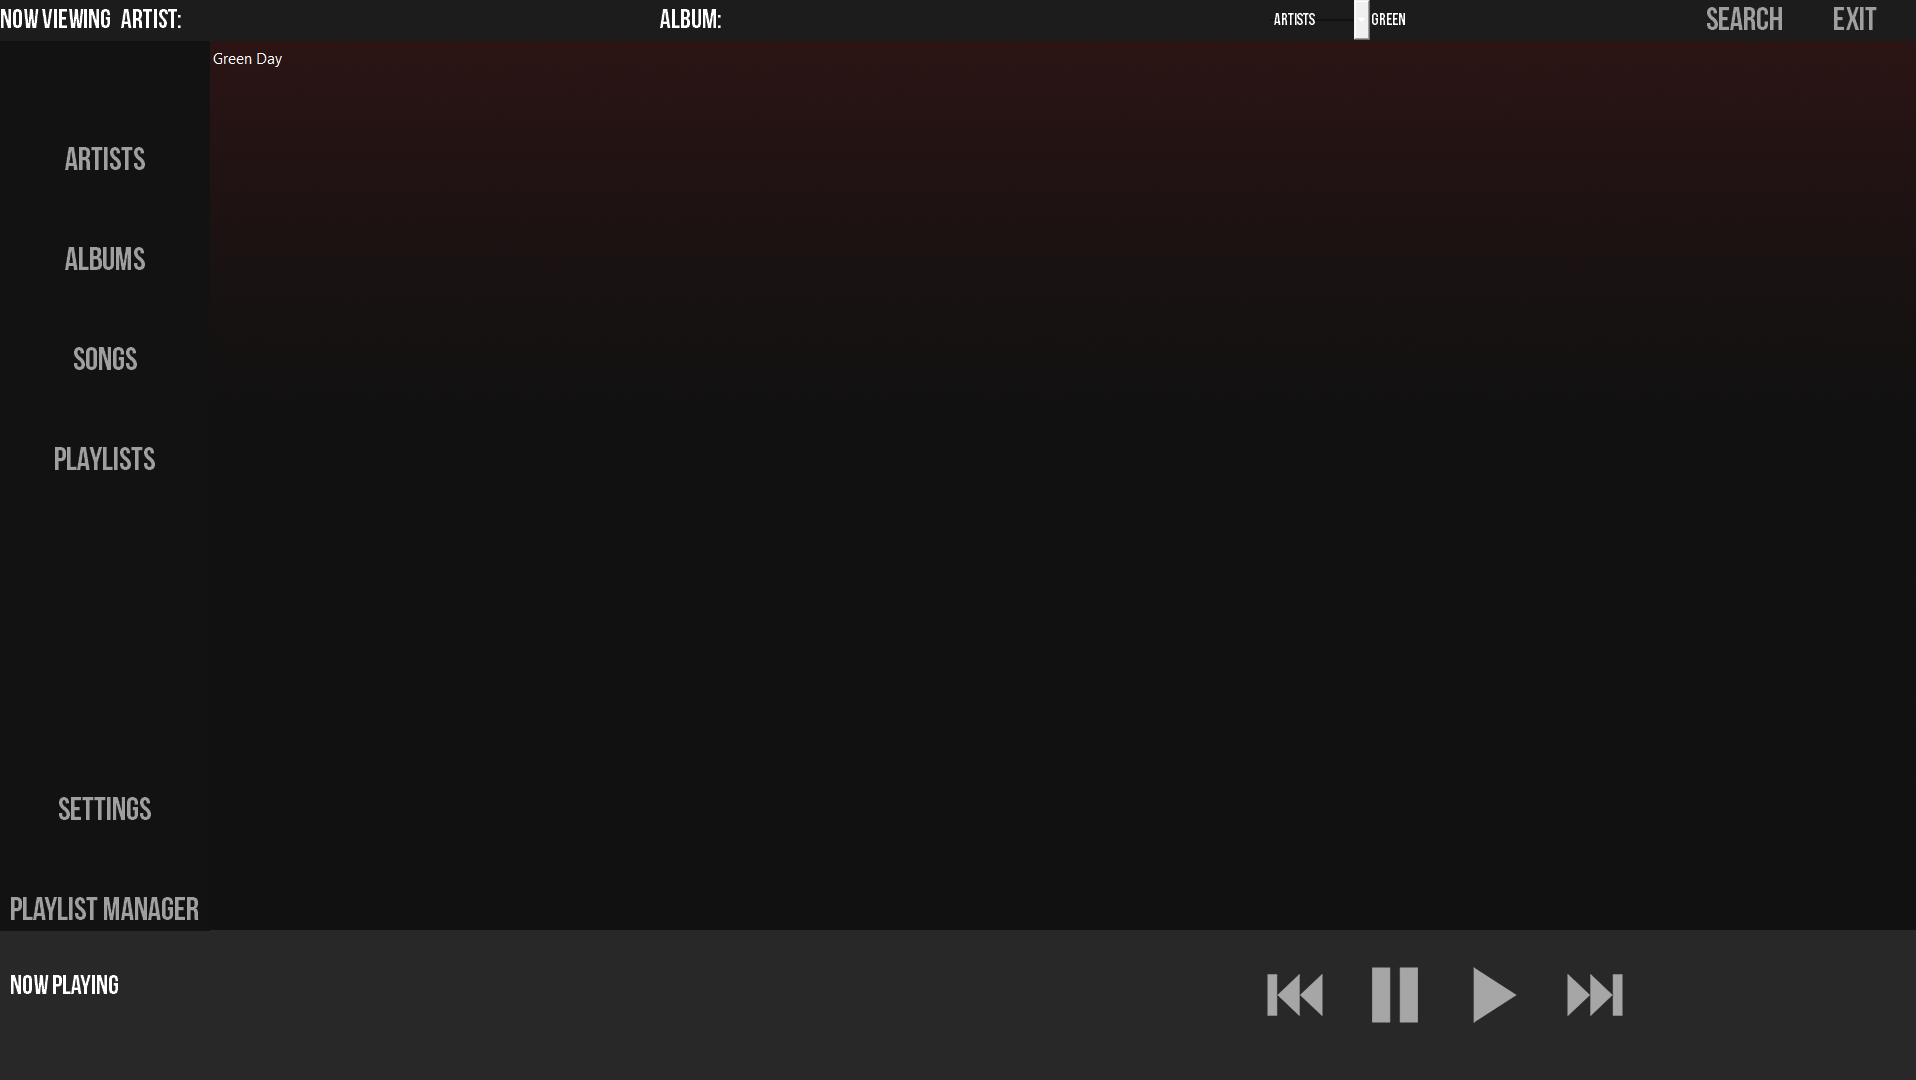 NOW VIEWING ARTIST: ALBUM: ARTISTS GREEN SEARCH EXIT
Green Day
ARTISTS
ALBUMS
SONGS
PLAYLISTS
SETTINGS
PLAYLIST MANAGER
NOW PLAYING